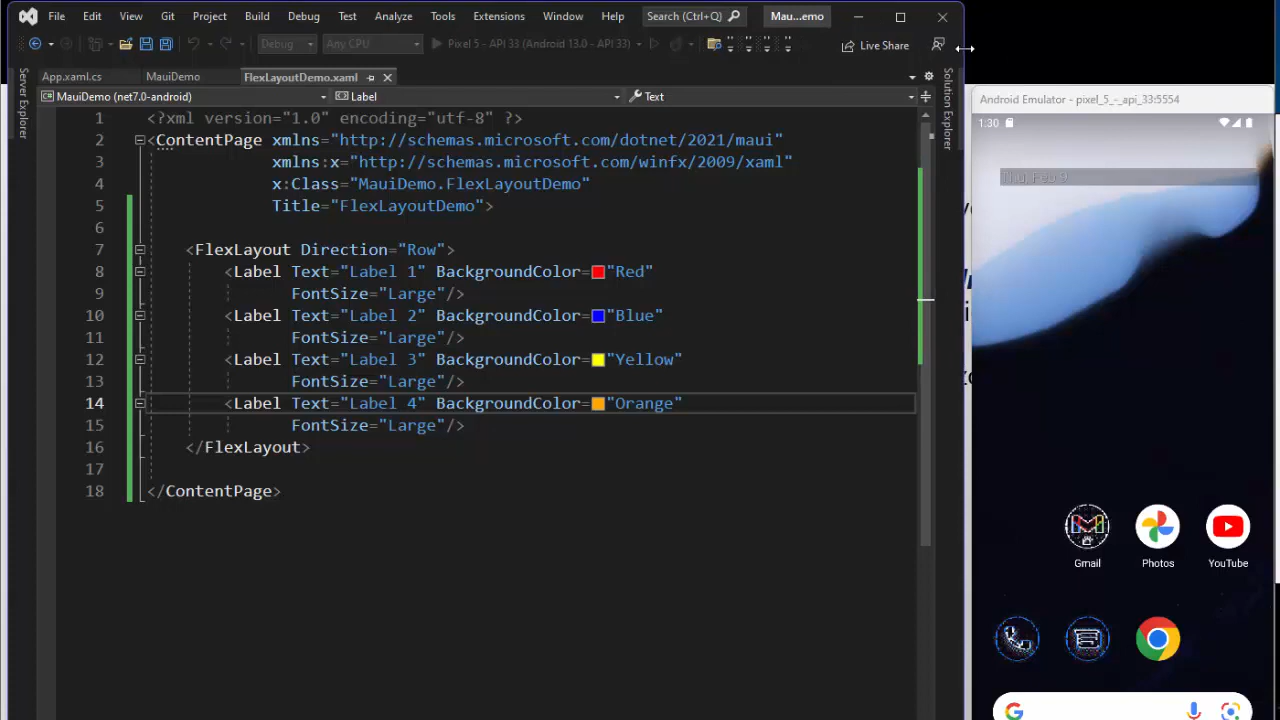 File Edit View Git Project Build Debug Test Analyze Tools Extensions Window Help Search (Ctrl+Q) Mau...emo
Debug Any CPU Pixel 5 - API 33 (Android 13.0 - API 33) Live Share
Server Explorer
App.xaml.cs MauiDemo FlexLayoutDemo.xaml
MauiDemo (net7.0-android) Label Text
Solution Explorer
1 <?xml version="1.0" encoding="utf-8" ?>
2 <ContentPage xmlns="http://schemas.microsoft.com/dotnet/2021/maui"
3 xmlns:x="http://schemas.microsoft.com/winfx/2009/xaml"
4 x:Class="MauiDemo.FlexLayoutDemo"
5 Title="FlexLayoutDemo">
6
7 <FlexLayout Direction="Row">
8 <Label Text="Label 1" BackgroundColor="Red"
9 FontSize="Large"/>
10 <Label Text="Label 2" BackgroundColor="Blue"
11 FontSize="Large"/>
12 <Label Text="Label 3" BackgroundColor="Yellow"
13 FontSize="Large"/>
14 <Label Text="Label 4" BackgroundColor="Orange"
15 FontSize="Large"/>
16 </FlexLayout>
17
18 </ContentPage>
Android Emulator - pixel_5_-_api_33:5554
1:30
Thu, Feb 9
Gmail Photos YouTube